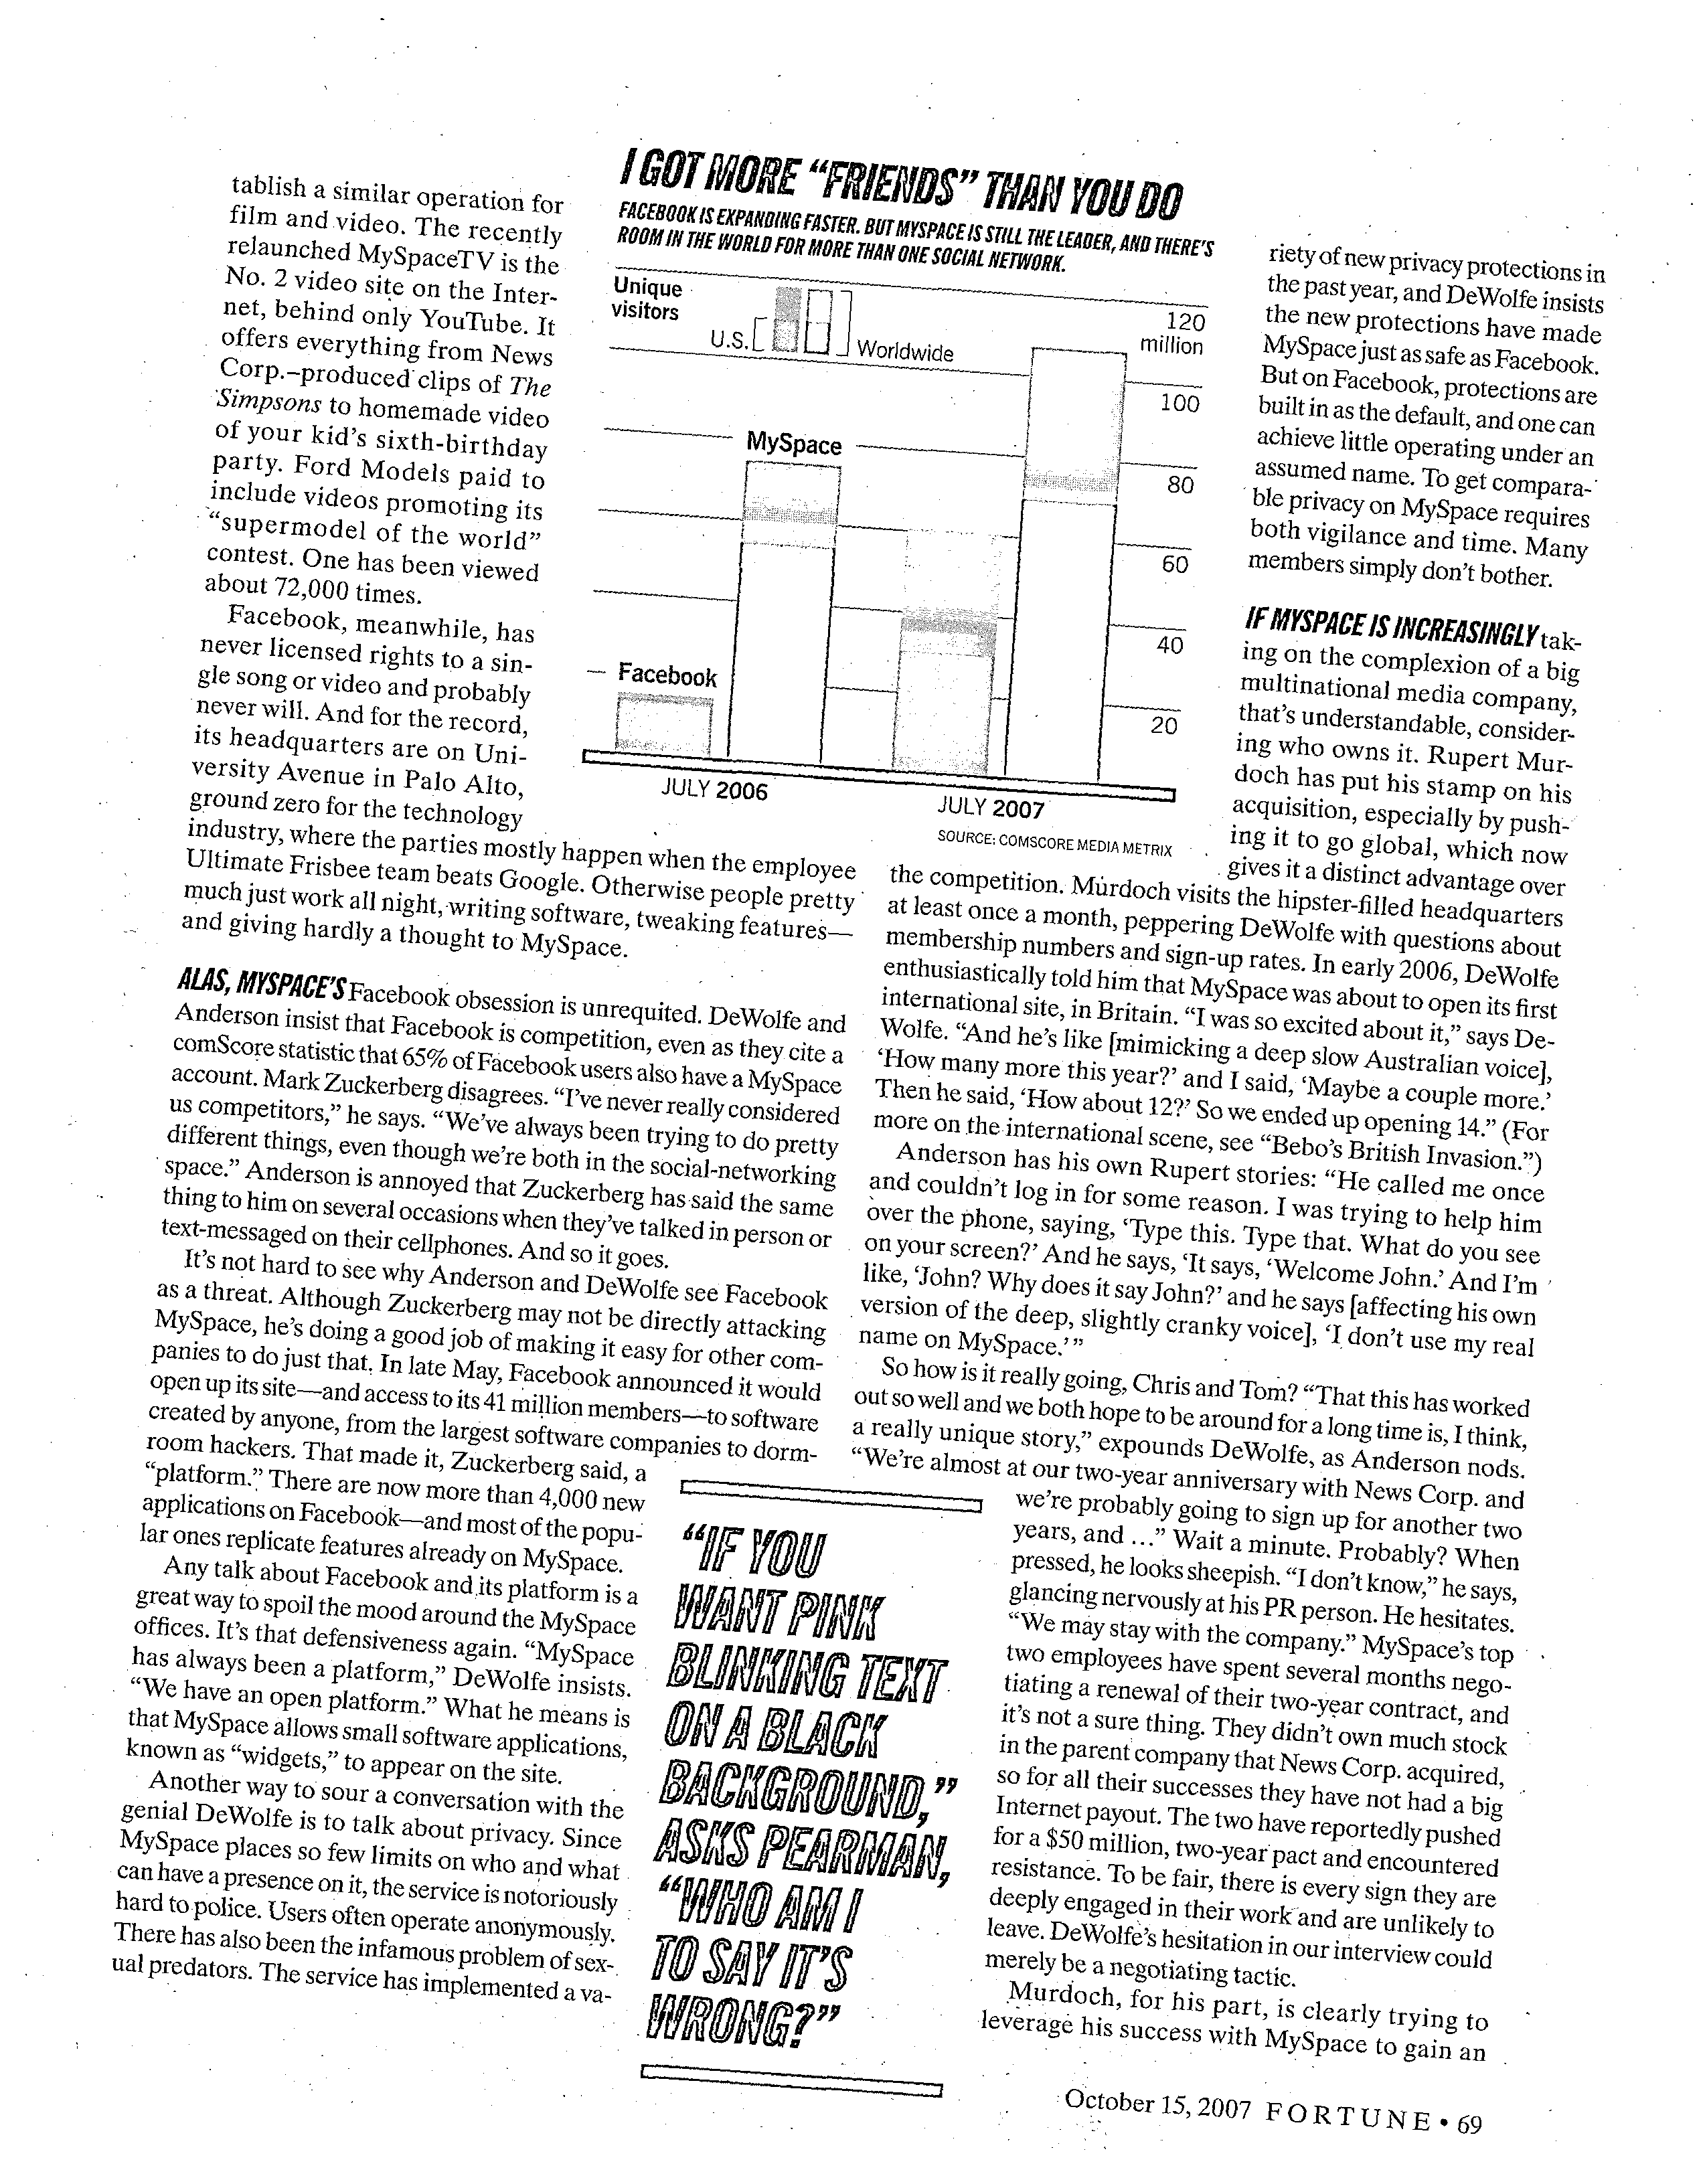 tablish a similar operation for
film and video. The recently
relaunched MySpaceTV is the
No. 2 video site on the Inter-
net, behind only YouTube. It
offers everything from News
Corp.–produced clips of The
Simpsons to homemade video
of your kid's sixth-birthday
party. Ford Models paid to
include videos promoting its
"supermodel of the world"
contest. One has been viewed
about 72,000 times.
Facebook, meanwhile, has
never licensed rights to a sin-
gle song or video and probably
never will. And for the record,
its headquarters are on Uni-
versity Avenue in Palo Alto,
ground zero for the technology
industry, where the parties mostly happen when the employee
Ultimate Frisbee team beats Google. Otherwise people pretty
much just work all night, writing software, tweaking features—
and giving hardly a thought to MySpace.
ALAS, MYSPACE'S Facebook obsession is unrequited. DeWolfe and
Anderson insist that Facebook is competition, even as they cite a
comScore statistic that 65% of Facebook users also have a MySpace
account. Mark Zuckerberg disagrees. "I've never really considered
us competitors," he says. "We've always been trying to do pretty
different things, even though we're both in the social-networking
space." Anderson is annoyed that Zuckerberg has said the same
thing to him on several occasions when they've talked in person or
text-messaged on their cellphones. And so it goes.
It's not hard to see why Anderson and DeWolfe see Facebook
as a threat. Although Zuckerberg may not be directly attacking
MySpace, he's doing a good job of making it easy for other com-
panies to do just that. In late May, Facebook announced it would
open up its site—and access to its 41 million members—to software
created by anyone, from the largest software companies to dorm-
room hackers. That made it, Zuckerberg said, a
"platform." There are now more than 4,000 new
applications on Facebook—and most of the popu-
lar ones replicate features already on MySpace.
Any talk about Facebook and its platform is a
great way to spoil the mood around the MySpace
offices. It's that defensiveness again. "MySpace
has always been a platform," DeWolfe insists.
"We have an open platform." What he means is
that MySpace allows small software applications,
known as "widgets," to appear on the site.
Another way to sour a conversation with the
genial DeWolfe is to talk about privacy. Since
MySpace places so few limits on who and what
can have a presence on it, the service is notoriously
hard to police. Users often operate anonymously.
There has also been the infamous problem of sex-
ual predators. The service has implemented a va-
I GOT MORE "FRIENDS" THAN YOU DO
FACEBOOK IS EXPANDING FASTER. BUT MYSPACE IS STILL THE LEADER, AND THERE'S
ROOM IN THE WORLD FOR MORE THAN ONE SOCIAL NETWORK.
Unique
visitors
U.S.
Worldwide
120
million
100
80
60
40
20
MySpace
Facebook
JULY 2006
JULY 2007
SOURCE: COMSCORE MEDIA METRIX
"IF YOU
WANT PINK
BLINKING TEXT
ON A BLACK
BACKGROUND,"
ASKS PEARMAN,
"WHO AM I
TO SAY IT'S
WRONG?"
riety of new privacy protections in
the past year, and DeWolfe insists
the new protections have made
MySpace just as safe as Facebook.
But on Facebook, protections are
built in as the default, and one can
achieve little operating under an
assumed name. To get compara-
ble privacy on MySpace requires
both vigilance and time. Many
members simply don't bother.
IF MYSPACE IS INCREASINGLY tak-
ing on the complexion of a big
multinational media company,
that's understandable, consider-
ing who owns it. Rupert Mur-
doch has put his stamp on his
acquisition, especially by push-
ing it to go global, which now
gives it a distinct advantage over
the competition. Murdoch visits the hipster-filled headquarters
at least once a month, peppering DeWolfe with questions about
membership numbers and sign-up rates. In early 2006, DeWolfe
enthusiastically told him that MySpace was about to open its first
international site, in Britain. "I was so excited about it," says De-
Wolfe. "And he's like [mimicking a deep slow Australian voice],
'How many more this year?' and I said, 'Maybe a couple more.'
Then he said, 'How about 12?' So we ended up opening 14." (For
more on the international scene, see "Bebo's British Invasion.")
Anderson has his own Rupert stories: "He called me once
and couldn't log in for some reason. I was trying to help him
over the phone, saying, 'Type this. Type that. What do you see
on your screen?' And he says, 'It says, 'Welcome John.' And I'm
like, 'John? Why does it say John?' and he says [affecting his own
version of the deep, slightly cranky voice], 'I don't use my real
name on MySpace.'"
So how is it really going, Chris and Tom? "That this has worked
out so well and we both hope to be around for a long time is, I think,
a really unique story," expounds DeWolfe, as Anderson nods.
"We're almost at our two-year anniversary with News Corp. and
we're probably going to sign up for another two
years, and ..." Wait a minute. Probably? When
pressed, he looks sheepish. "I don't know," he says,
glancing nervously at his PR person. He hesitates.
"We may stay with the company." MySpace's top
two employees have spent several months nego-
tiating a renewal of their two-year contract, and
it's not a sure thing. They didn't own much stock
in the parent company that News Corp. acquired,
so for all their successes they have not had a big
Internet payout. The two have reportedly pushed
for a $50 million, two-year pact and encountered
resistance. To be fair, there is every sign they are
deeply engaged in their work and are unlikely to
leave. DeWolfe's hesitation in our interview could
merely be a negotiating tactic.
Murdoch, for his part, is clearly trying to
leverage his success with MySpace to gain an
October 15, 2007 FORTUNE • 69